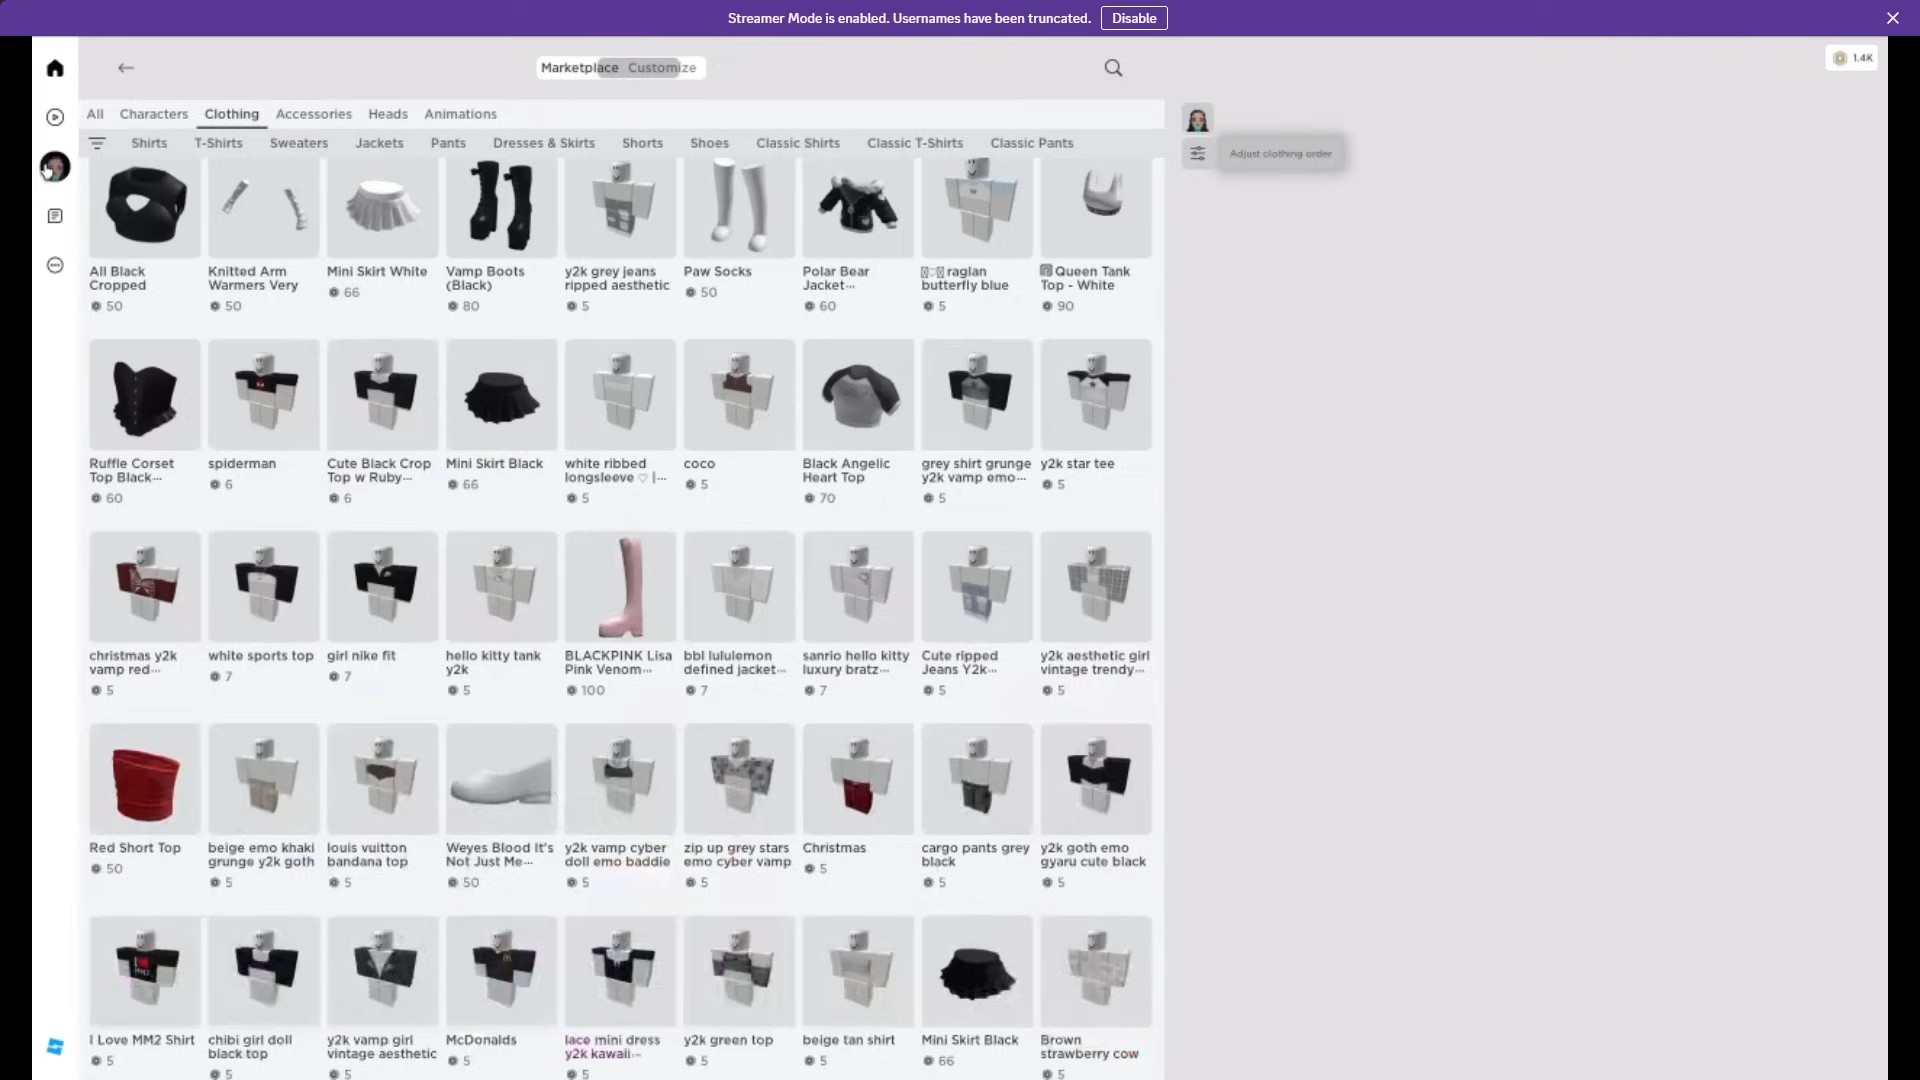 Streamer Mode is enabled. Usernames have been truncated. Disable
Marketplace Customize
1.4K
All Characters Clothing Accessories Heads Animations
Shirts T-Shirts Sweaters Jackets Pants Dresses & Skirts Shorts Shoes Classic Shirts Classic T-Shirts Classic Pants
Adjust clothing order
All Black Cropped
50
Knitted Arm Warmers Very
50
Mini Skirt White
66
Vamp Boots (Black)
80
y2k grey jeans ripped aesthetic
5
Paw Socks
50
Polar Bear Jacket...
60
♡ raglan butterfly blue
5
Queen Tank Top - White
90
Ruffle Corset Top Black...
60
spiderman
6
Cute Black Crop Top w Ruby...
6
Mini Skirt Black
66
white ribbed longsleeve ♡ |...
5
coco
5
Black Angelic Heart Top
70
grey shirt grunge y2k vamp emo...
5
y2k star tee
5
christmas y2k vamp red...
5
white sports top
7
girl nike fit
7
hello kitty tank y2k
5
BLACKPINK Lisa Pink Venom...
100
bbl lululemon defined jacket...
7
sanrio hello kitty luxury bratz...
7
Cute ripped Jeans Y2k...
5
y2k aesthetic girl vintage trendy...
5
Red Short Top
50
beige emo khaki grunge y2k goth
5
louis vuitton bandana top
5
Weyes Blood It's Not Just Me...
50
y2k vamp cyber doll emo baddie
5
zip up grey stars emo cyber vamp
5
Christmas
5
cargo pants grey black
5
y2k goth emo gyaru cute black
5
I Love MM2 Shirt
5
chibi girl doll black top
5
y2k vamp girl vintage aesthetic
5
McDonalds
5
lace mini dress y2k kawaii...
5
y2k green top
5
beige tan shirt
5
Mini Skirt Black
66
Brown strawberry cow
5